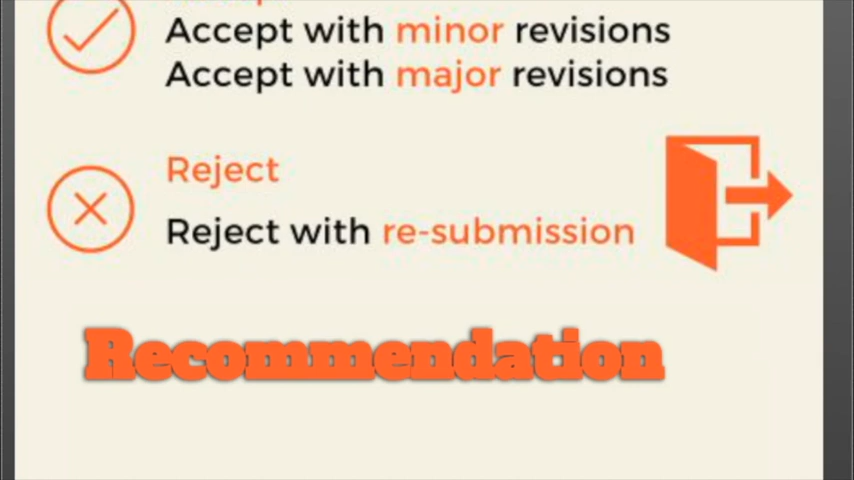 Accept with minor revisions
Accept with major revisions
Reject
Reject with re-submission
Recommendation